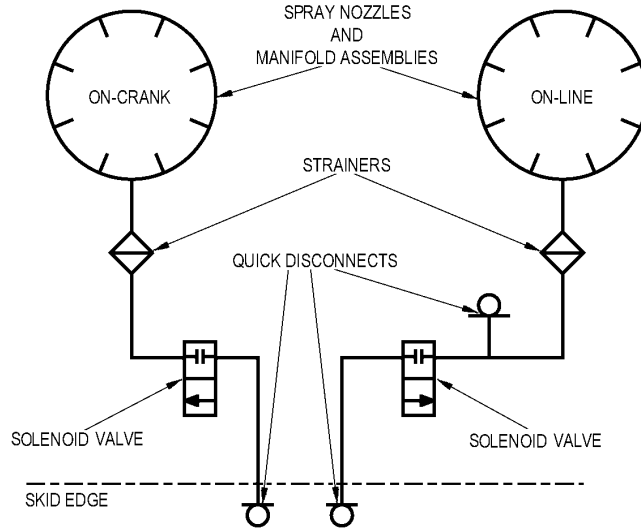 SPRAY NOZZLES
AND
MANIFOLD ASSEMBLIES
ON-CRANK
ON-LINE
STRAINERS
QUICK DISCONNECTS
SOLENOID VALVE
SOLENOID VALVE
SKID EDGE